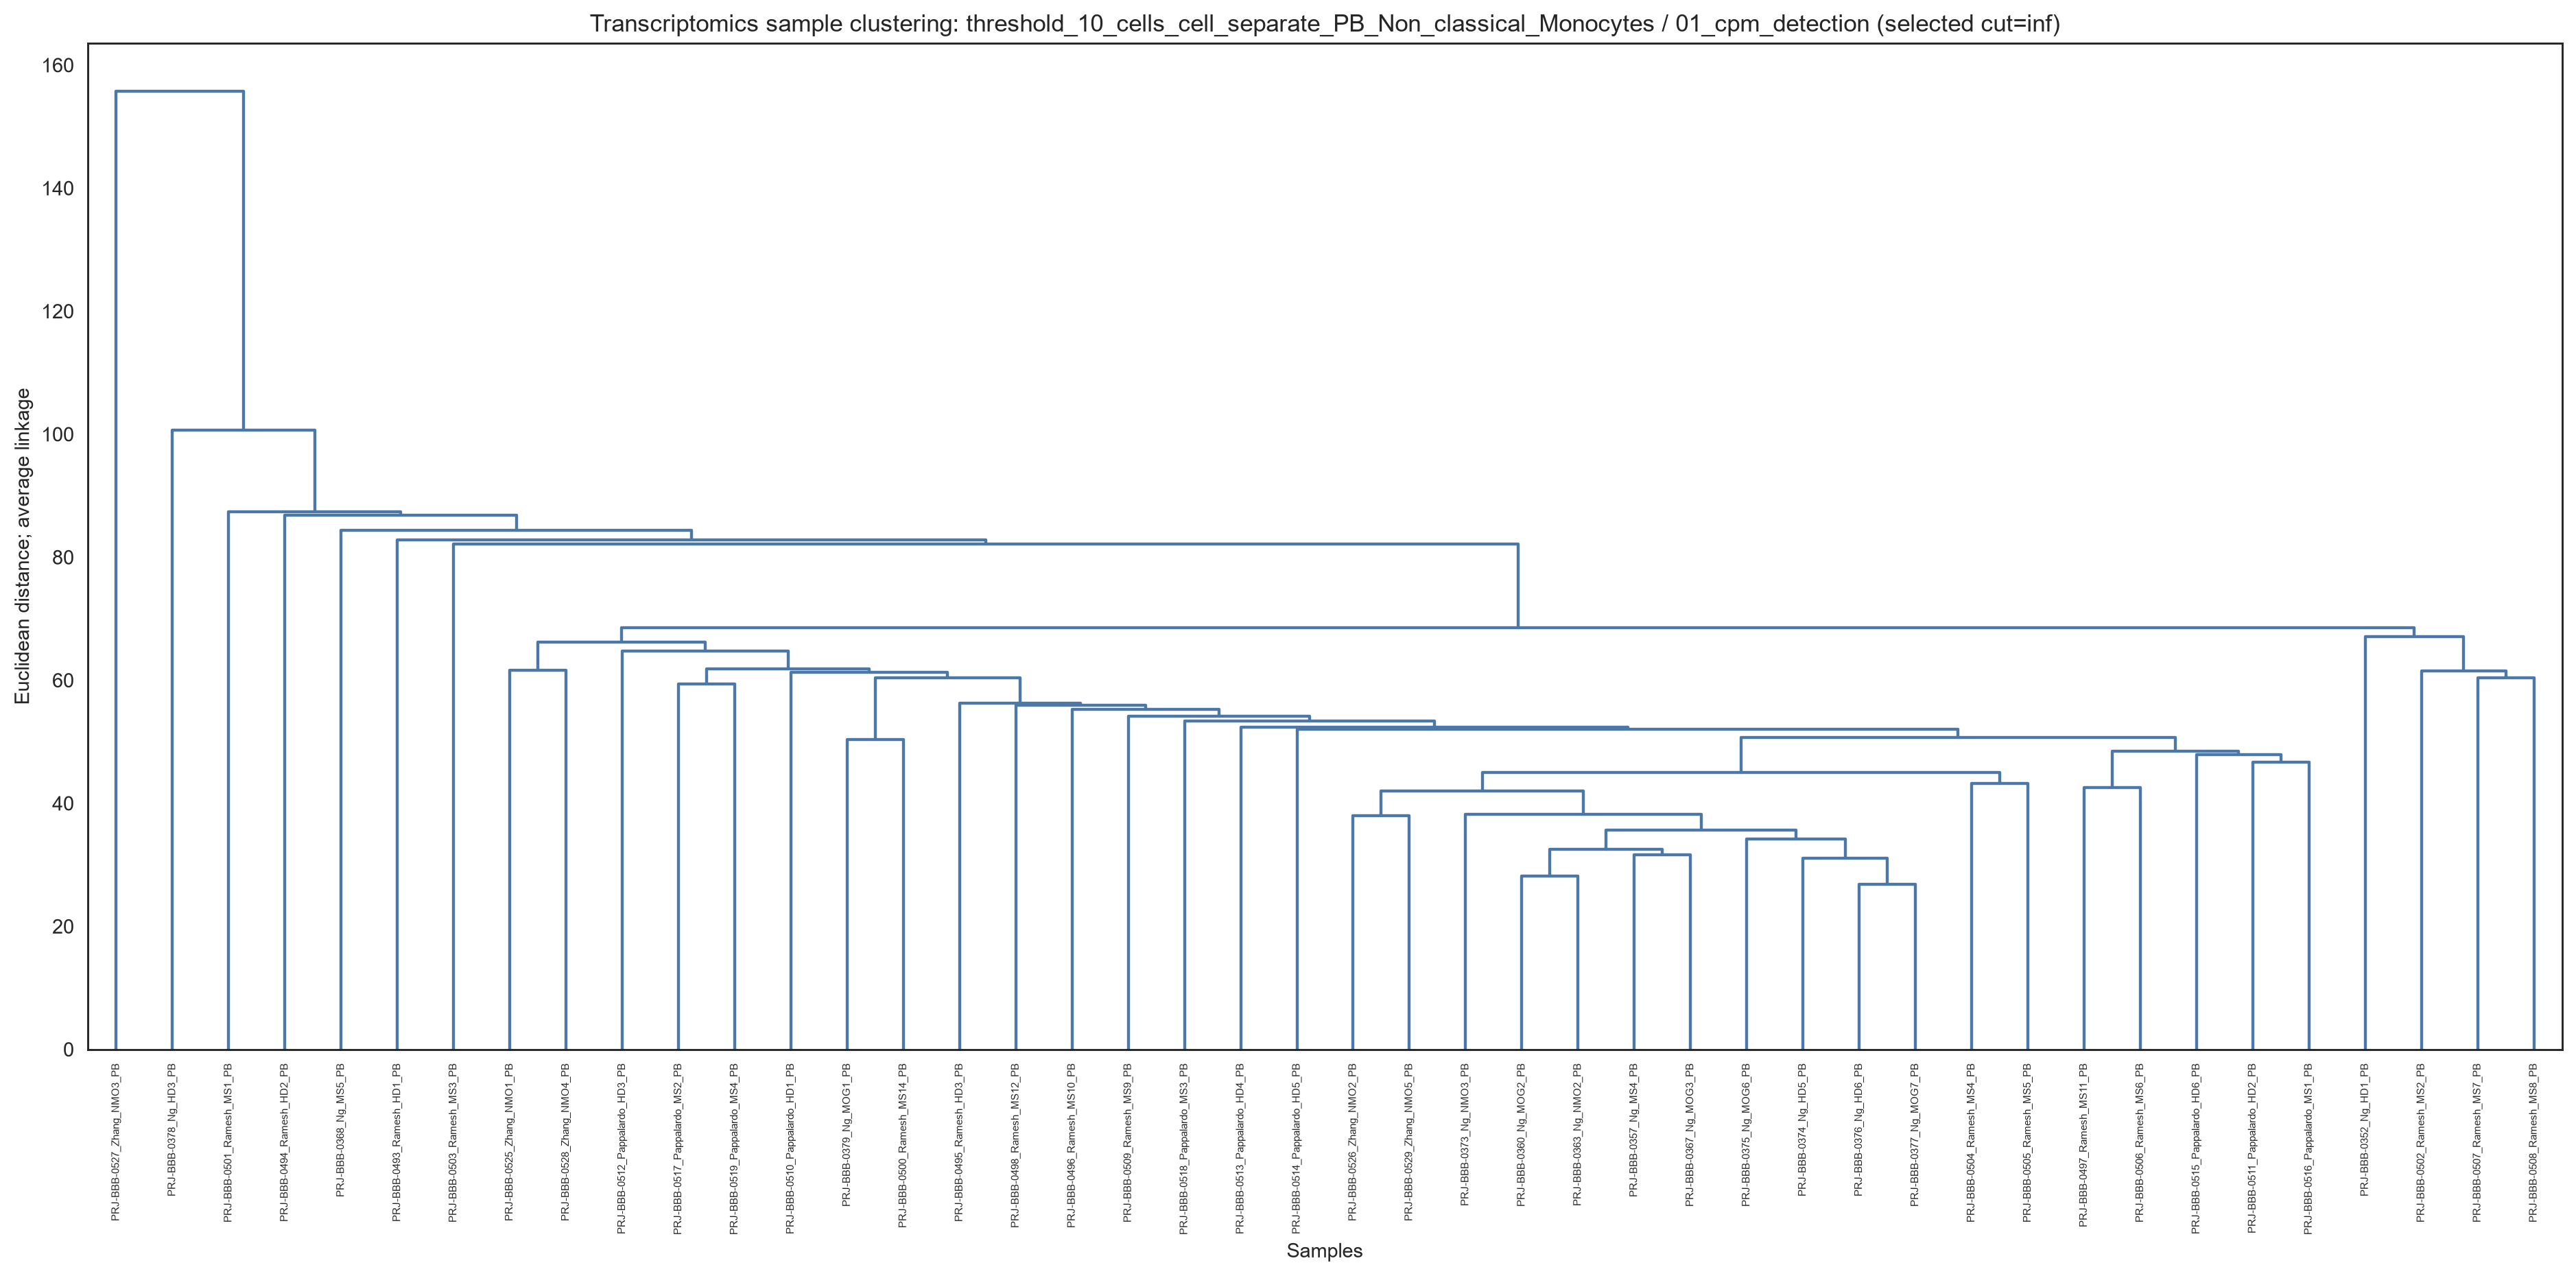 Transcriptomics sample clustering: threshold_10_cells_cell_separate_PB_Non_classical_Monocytes / 01_cpm_detection (selected cut=inf)
Euclidean distance; average linkage
160
140
120
100
80
60
40
20
0
PRJ-BBB-0527_Zhang_NMO3_PB
PRJ-BBB-0378_Ng_HD3_PB
PRJ-BBB-0501_Ramesh_MS1_PB
PRJ-BBB-0494_Ramesh_HD2_PB
PRJ-BBB-0368_Ng_MS5_PB
PRJ-BBB-0493_Ramesh_HD1_PB
PRJ-BBB-0503_Ramesh_MS3_PB
PRJ-BBB-0525_Zhang_NMO1_PB
PRJ-BBB-0528_Zhang_NMO4_PB
PRJ-BBB-0512_Pappalardo_HD3_PB
PRJ-BBB-0517_Pappalardo_MS2_PB
PRJ-BBB-0519_Pappalardo_MS4_PB
PRJ-BBB-0510_Pappalardo_HD1_PB
PRJ-BBB-0379_Ng_MOG1_PB
PRJ-BBB-0500_Ramesh_MS14_PB
PRJ-BBB-0495_Ramesh_HD3_PB
PRJ-BBB-0498_Ramesh_MS12_PB
PRJ-BBB-0496_Ramesh_MS10_PB
PRJ-BBB-0509_Ramesh_MS9_PB
PRJ-BBB-0518_Pappalardo_MS3_PB
PRJ-BBB-0513_Pappalardo_HD4_PB
PRJ-BBB-0514_Pappalardo_HD5_PB
PRJ-BBB-0526_Zhang_NMO2_PB
PRJ-BBB-0529_Zhang_NMO5_PB
PRJ-BBB-0373_Ng_NMO3_PB
PRJ-BBB-0360_Ng_MOG2_PB
PRJ-BBB-0363_Ng_NMO2_PB
PRJ-BBB-0357_Ng_MS4_PB
PRJ-BBB-0367_Ng_MOG3_PB
PRJ-BBB-0375_Ng_MOG6_PB
PRJ-BBB-0374_Ng_HD5_PB
PRJ-BBB-0376_Ng_HD6_PB
PRJ-BBB-0377_Ng_MOG7_PB
PRJ-BBB-0504_Ramesh_MS4_PB
PRJ-BBB-0505_Ramesh_MS5_PB
PRJ-BBB-0497_Ramesh_MS11_PB
PRJ-BBB-0506_Ramesh_MS6_PB
PRJ-BBB-0515_Pappalardo_HD6_PB
PRJ-BBB-0511_Pappalardo_HD2_PB
PRJ-BBB-0516_Pappalardo_MS1_PB
PRJ-BBB-0352_Ng_HD1_PB
PRJ-BBB-0502_Ramesh_MS2_PB
PRJ-BBB-0507_Ramesh_MS7_PB
PRJ-BBB-0508_Ramesh_MS8_PB
Samples